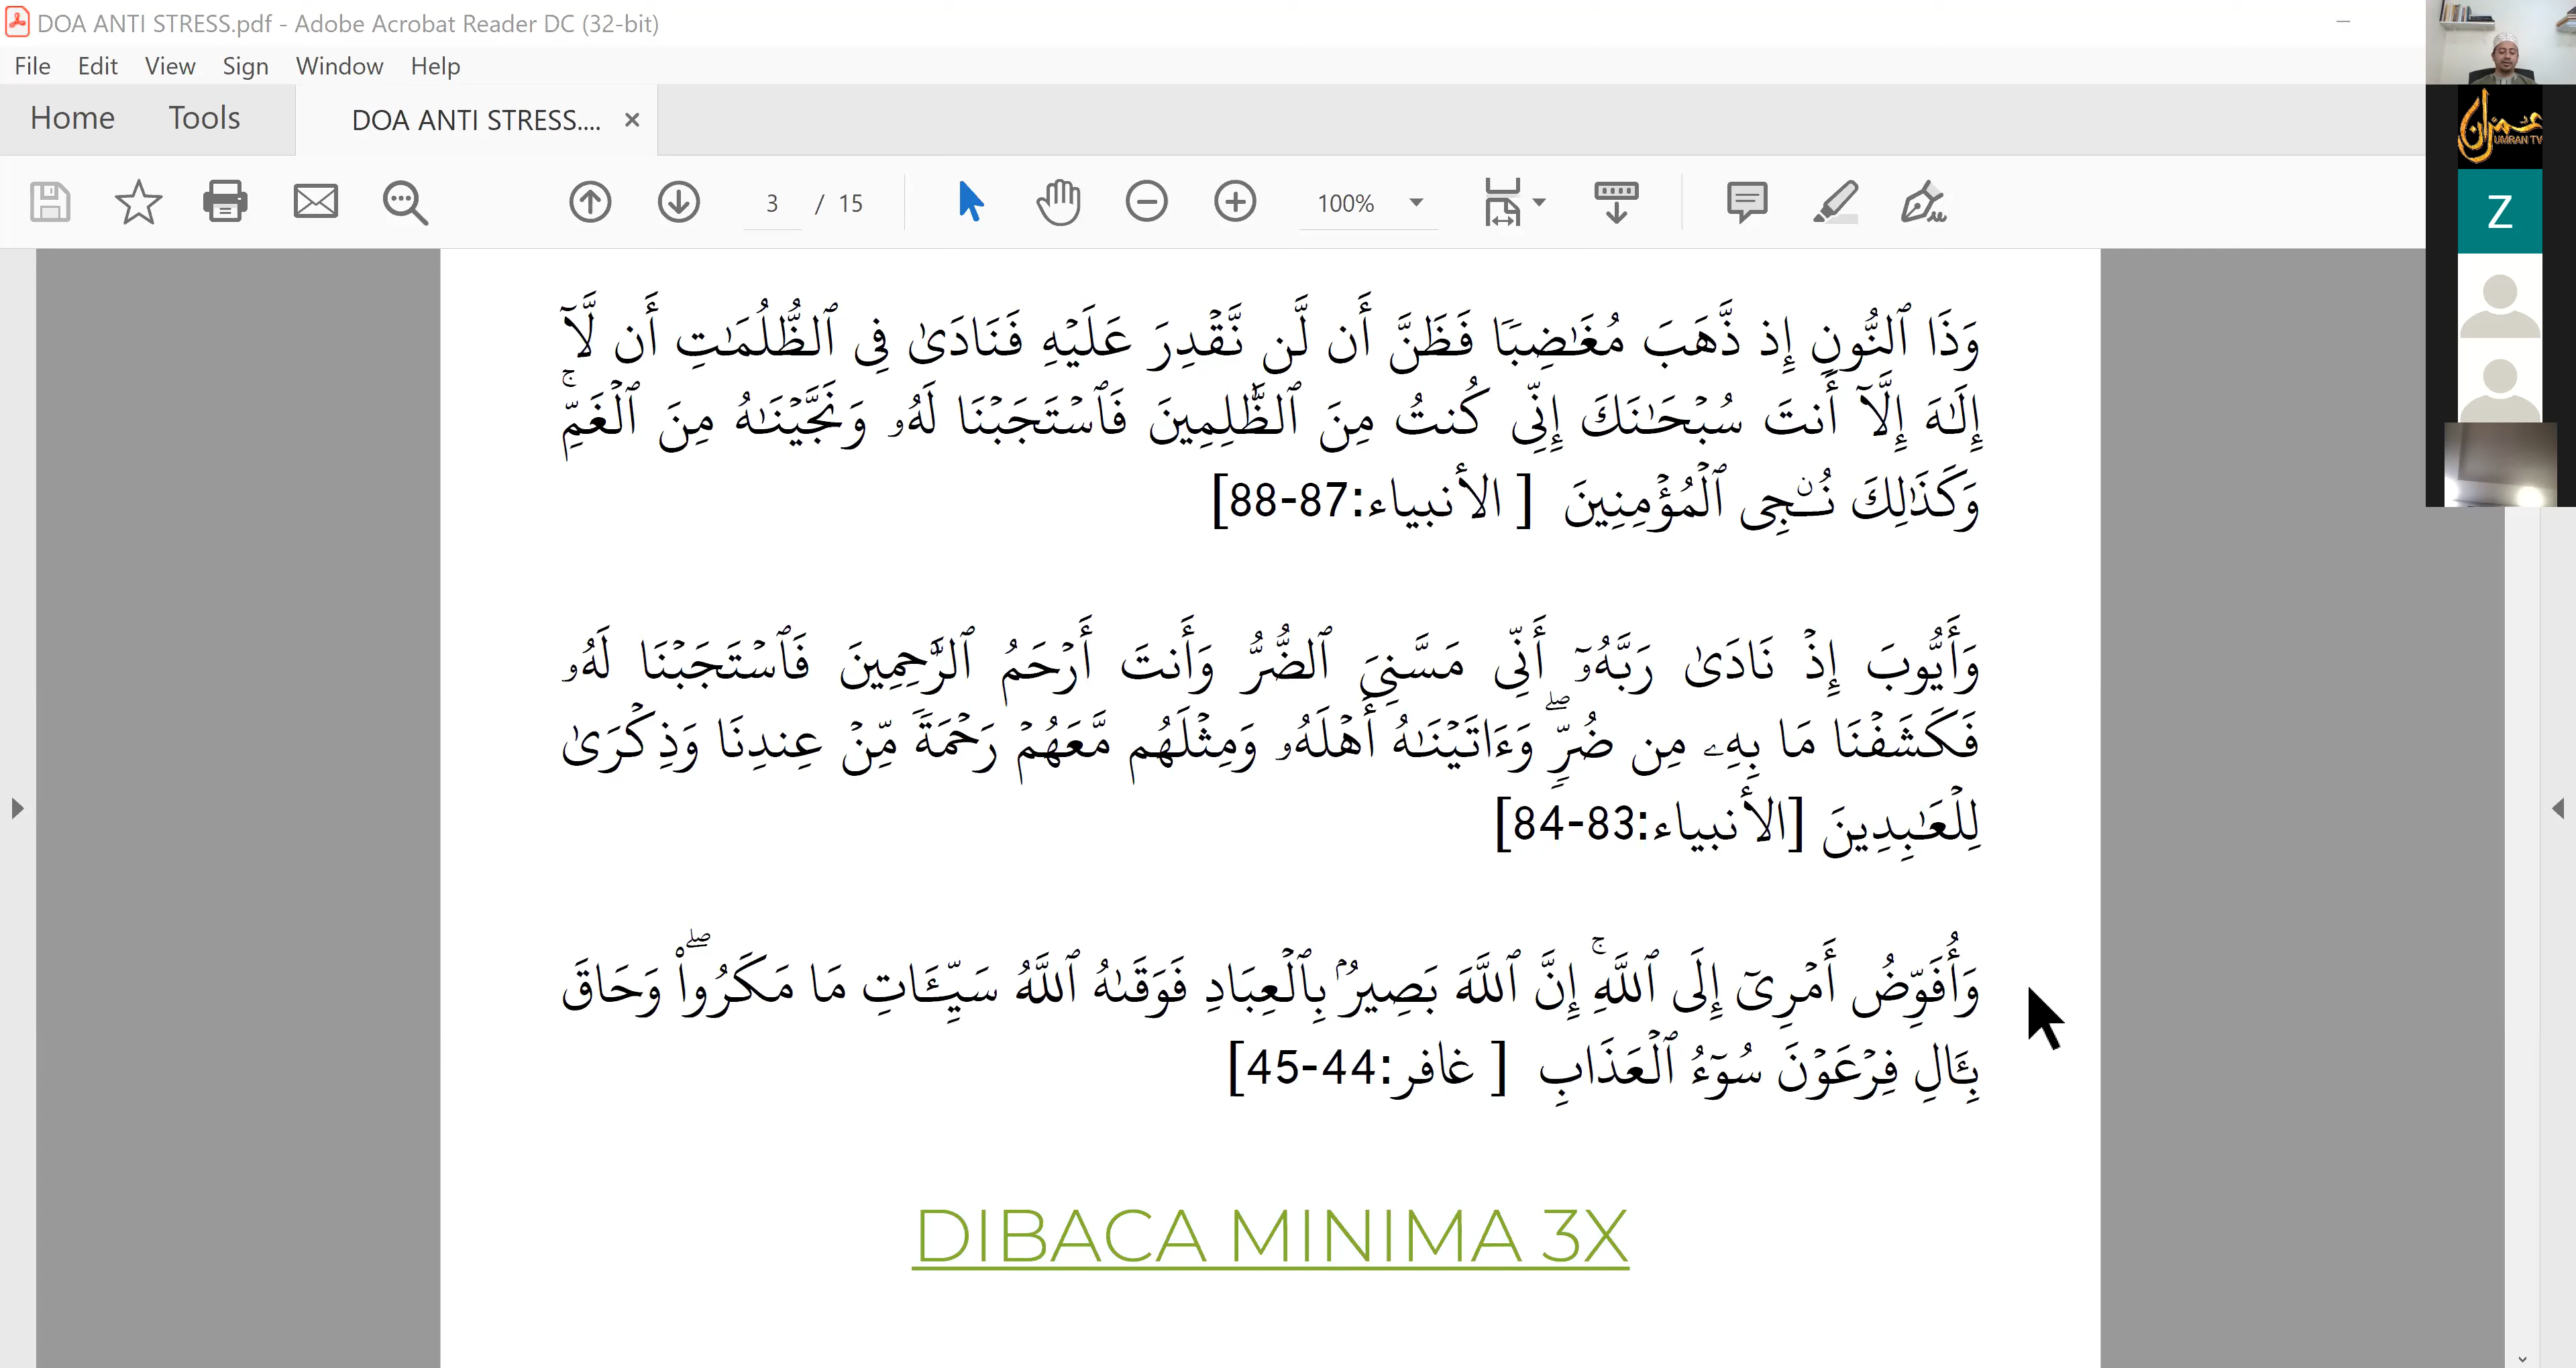 DOA ANTI STRESS.pdf - Adobe Acrobat Reader DC (32-bit)
File Edit View Sign Window Help
Home Tools DOA ANTI STRESS....
3 / 15 100%
عمران
UMRAN TV
Z
وَذَا ٱلنُّونِ إِذ ذَّهَبَ مُغَـٰضِبًۭا فَظَنَّ أَن لَّن نَّقْدِرَ عَلَيْهِ فَنَادَىٰ فِى ٱلظُّلُمَـٰتِ أَن لَّآ
إِلَـٰهَ إِلَّآ أَنتَ سُبْحَـٰنَكَ إِنِّى كُنتُ مِنَ ٱلظَّـٰلِمِينَ فَٱسْتَجَبْنَا لَهُۥ وَنَجَّيْنَـٰهُ مِنَ ٱلْغَمِّ ۚ
وَكَذَٰلِكَ نُـۨجِى ٱلْمُؤْمِنِينَ [ الأنبياء:87-88]
وَأَيُّوبَ إِذْ نَادَىٰ رَبَّهُۥٓ أَنِّى مَسَّنِىَ ٱلضُّرُّ وَأَنتَ أَرْحَمُ ٱلرَّٰحِمِينَ فَٱسْتَجَبْنَا لَهُۥ
فَكَشَفْنَا مَا بِهِۦ مِن ضُرٍّۢ ۖ وَءَاتَيْنَـٰهُ أَهْلَهُۥ وَمِثْلَهُم مَّعَهُمْ رَحْمَةًۭ مِّنْ عِندِنَا وَذِكْرَىٰ
لِلْعَـٰبِدِينَ [الأنبياء:83-84]
وَأُفَوِّضُ أَمْرِىٓ إِلَى ٱللَّهِ ۚ إِنَّ ٱللَّهَ بَصِيرٌۢ بِٱلْعِبَادِ فَوَقَىٰهُ ٱللَّهُ سَيِّـَٔاتِ مَا مَكَرُوا۟ ۖ وَحَاقَ
بِـَٔالِ فِرْعَوْنَ سُوٓءُ ٱلْعَذَابِ [ غافر:44-45]
DIBACA MINIMA 3X